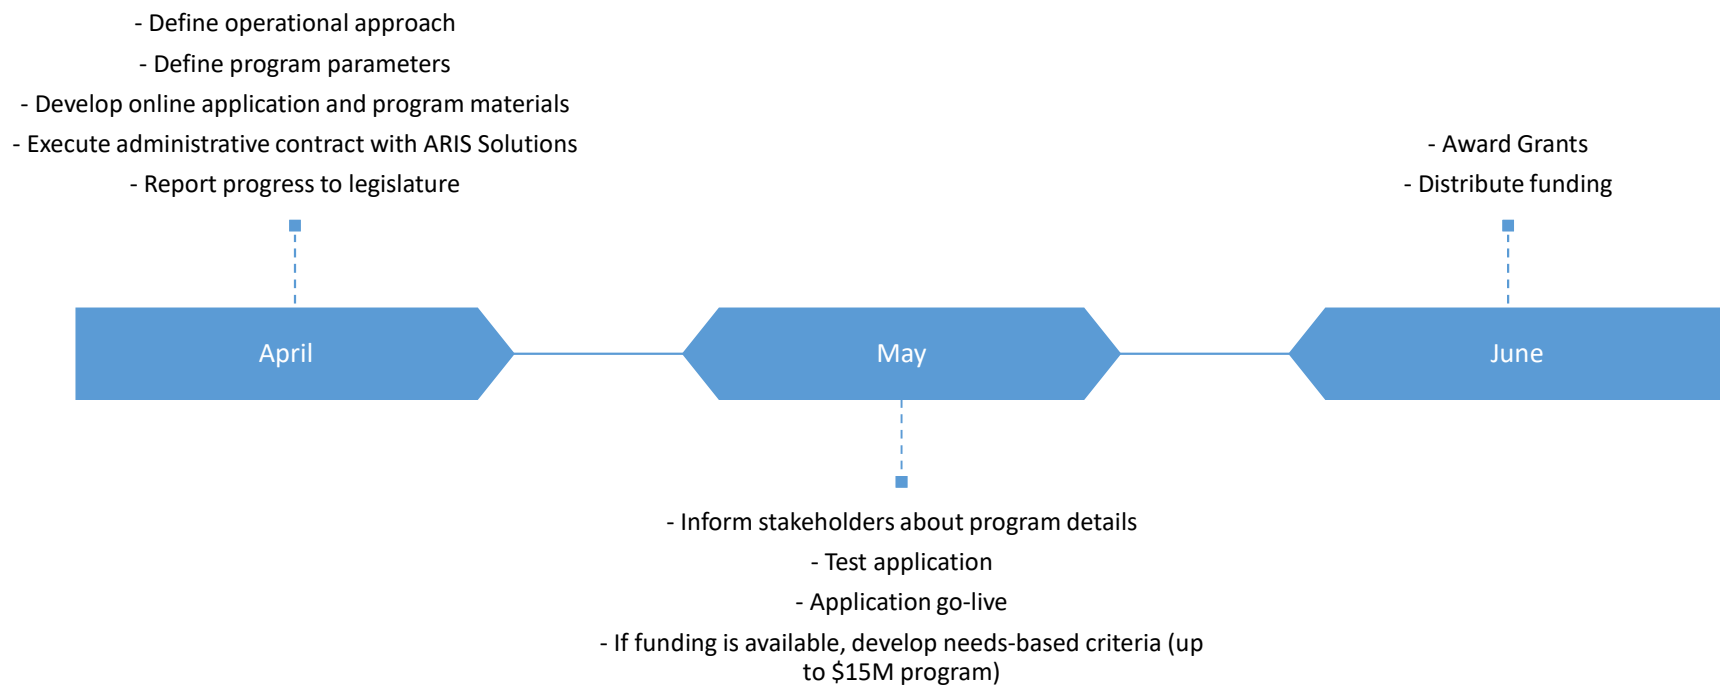 - Define operational approach
- Define program parameters
- Develop online application and program materials
- Execute administrative contract with ARIS Solutions
- Report progress to legislature
- Award Grants
- Distribute funding
April
May
June
- Inform stakeholders about program details
- Test application
- Application go-live
- If funding is available, develop needs-based criteria (up
to $15M program)